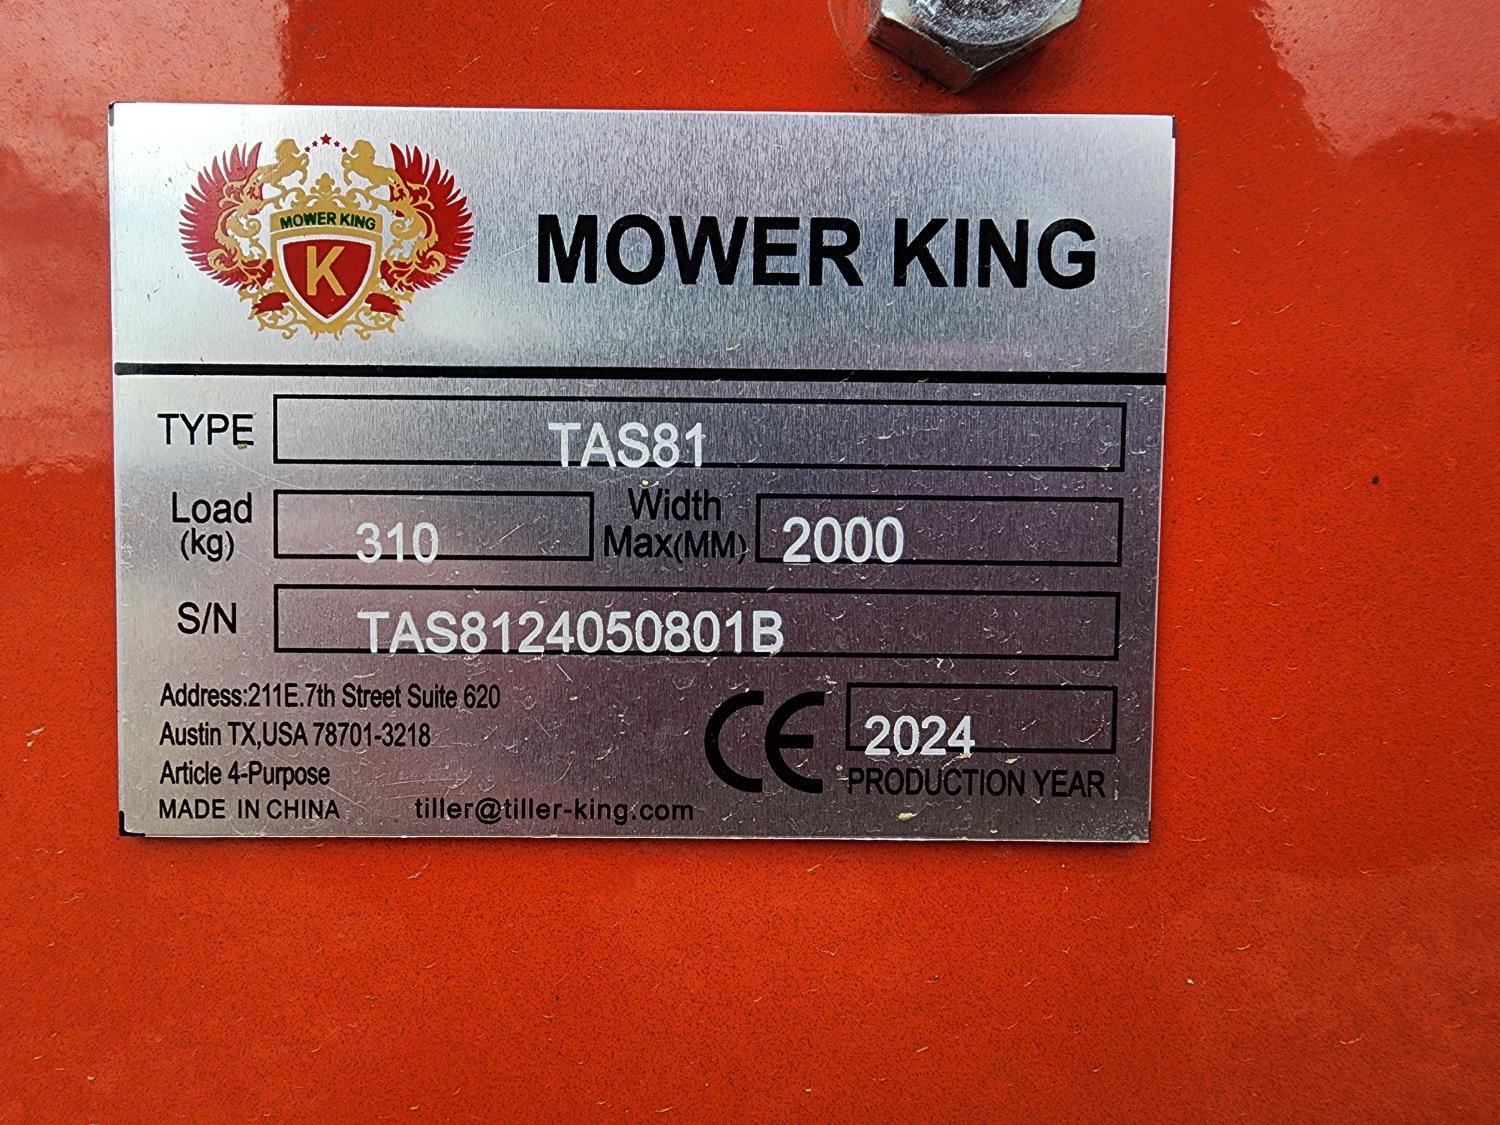 MOWER KING
K
MOWER KING
TYPE TAS81
Load (kg) 310 Width Max(MM) 2000
S/N TAS8124050801B
Address:211E.7th Street Suite 620
Austin TX,USA 78701-3218
Article 4-Purpose
MADE IN CHINA tiller@tiller-king.com
CE 2024
PRODUCTION YEAR